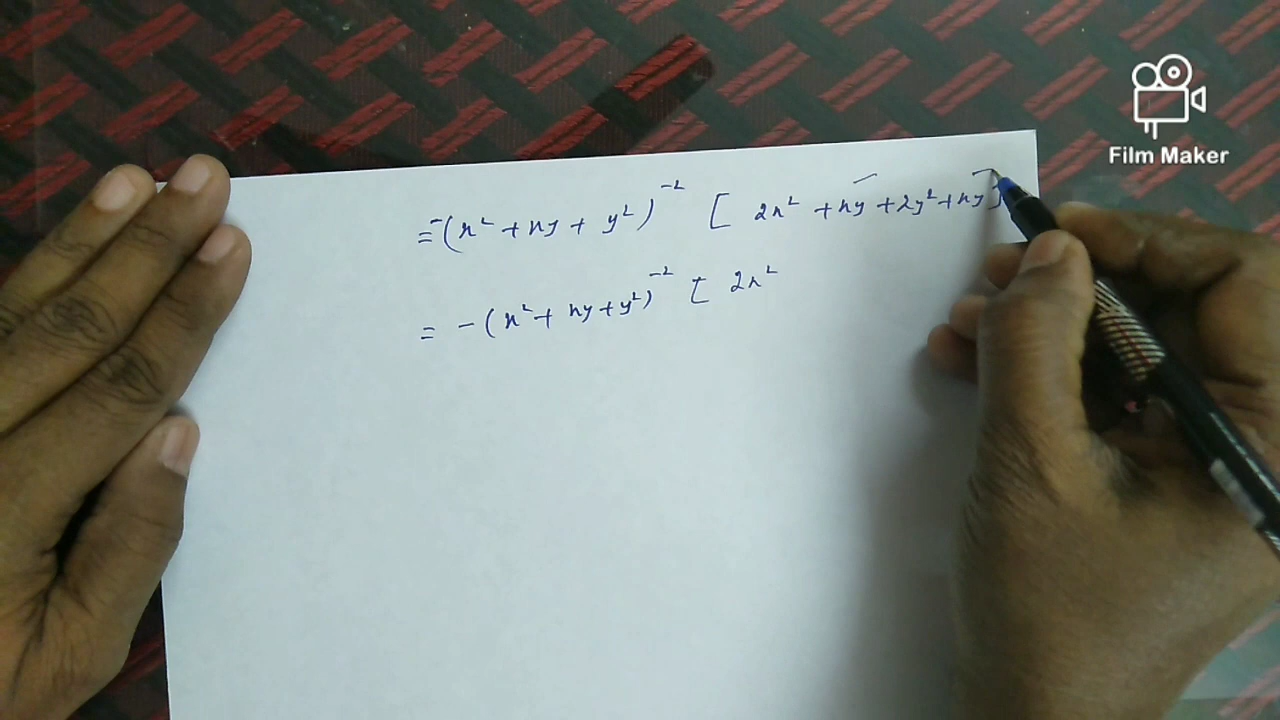 = -(x² + xy + y²)⁻² [ 2x² + xy + 2y² + xy ]
= -(x² + xy + y²)⁻² [ 2x²
Film Maker